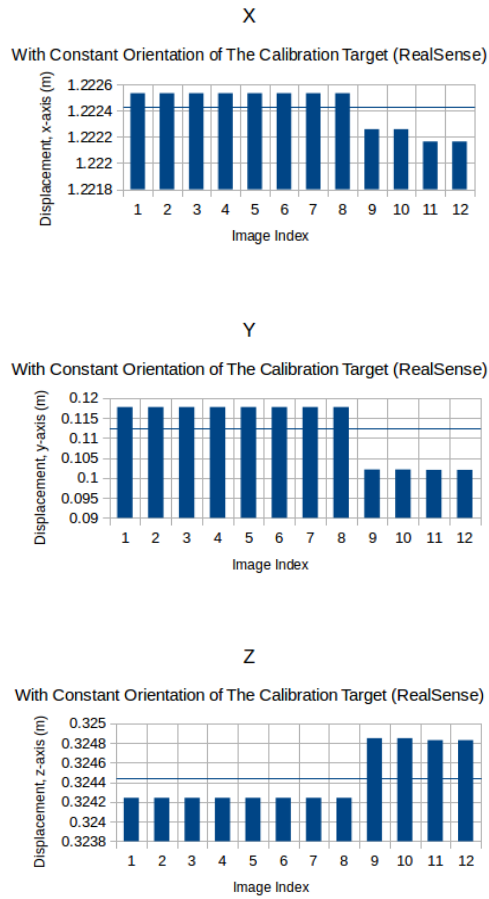 X
With Constant Orientation of The Calibration Target (RealSense)
Displacement, x-axis (m)
1.2226
1.2224
1.2222
1.222
1.2218
1 2 3 4 5 6 7 8 9 10 11 12
Image Index
Y
With Constant Orientation of The Calibration Target (RealSense)
Displacement, y-axis (m)
0.12
0.115
0.11
0.105
0.1
0.095
0.09
1 2 3 4 5 6 7 8 9 10 11 12
Image Index
Z
With Constant Orientation of The Calibration Target (RealSense)
Displacement, z-axis (m)
0.325
0.3248
0.3246
0.3244
0.3242
0.324
0.3238
1 2 3 4 5 6 7 8 9 10 11 12
Image Index